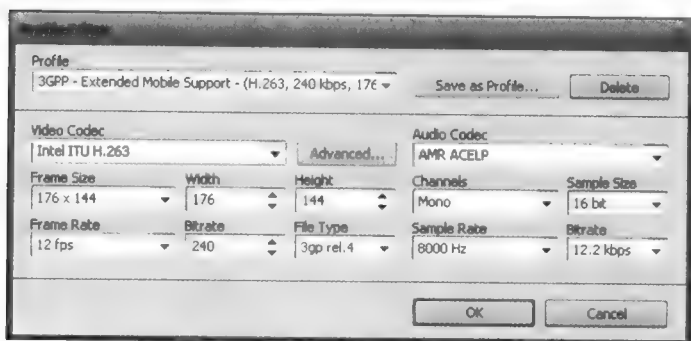 Profile
3GPP - Extended Mobile Support - (H.263, 240 kbps, 176
Save as Profile...
Delete
Video Codec
Intel ITU H.263
Advanced...
Frame Size
Width
Height
176 x 144
176
144
Frame Rate
Bitrate
File Type
12 fps
240
3gp rel.4
Audio Codec
AMR ACELP
Channels
Sample Size
Mono
16 bit
Sample Rate
Bitrate
8000 Hz
12.2 kbps
OK
Cancel